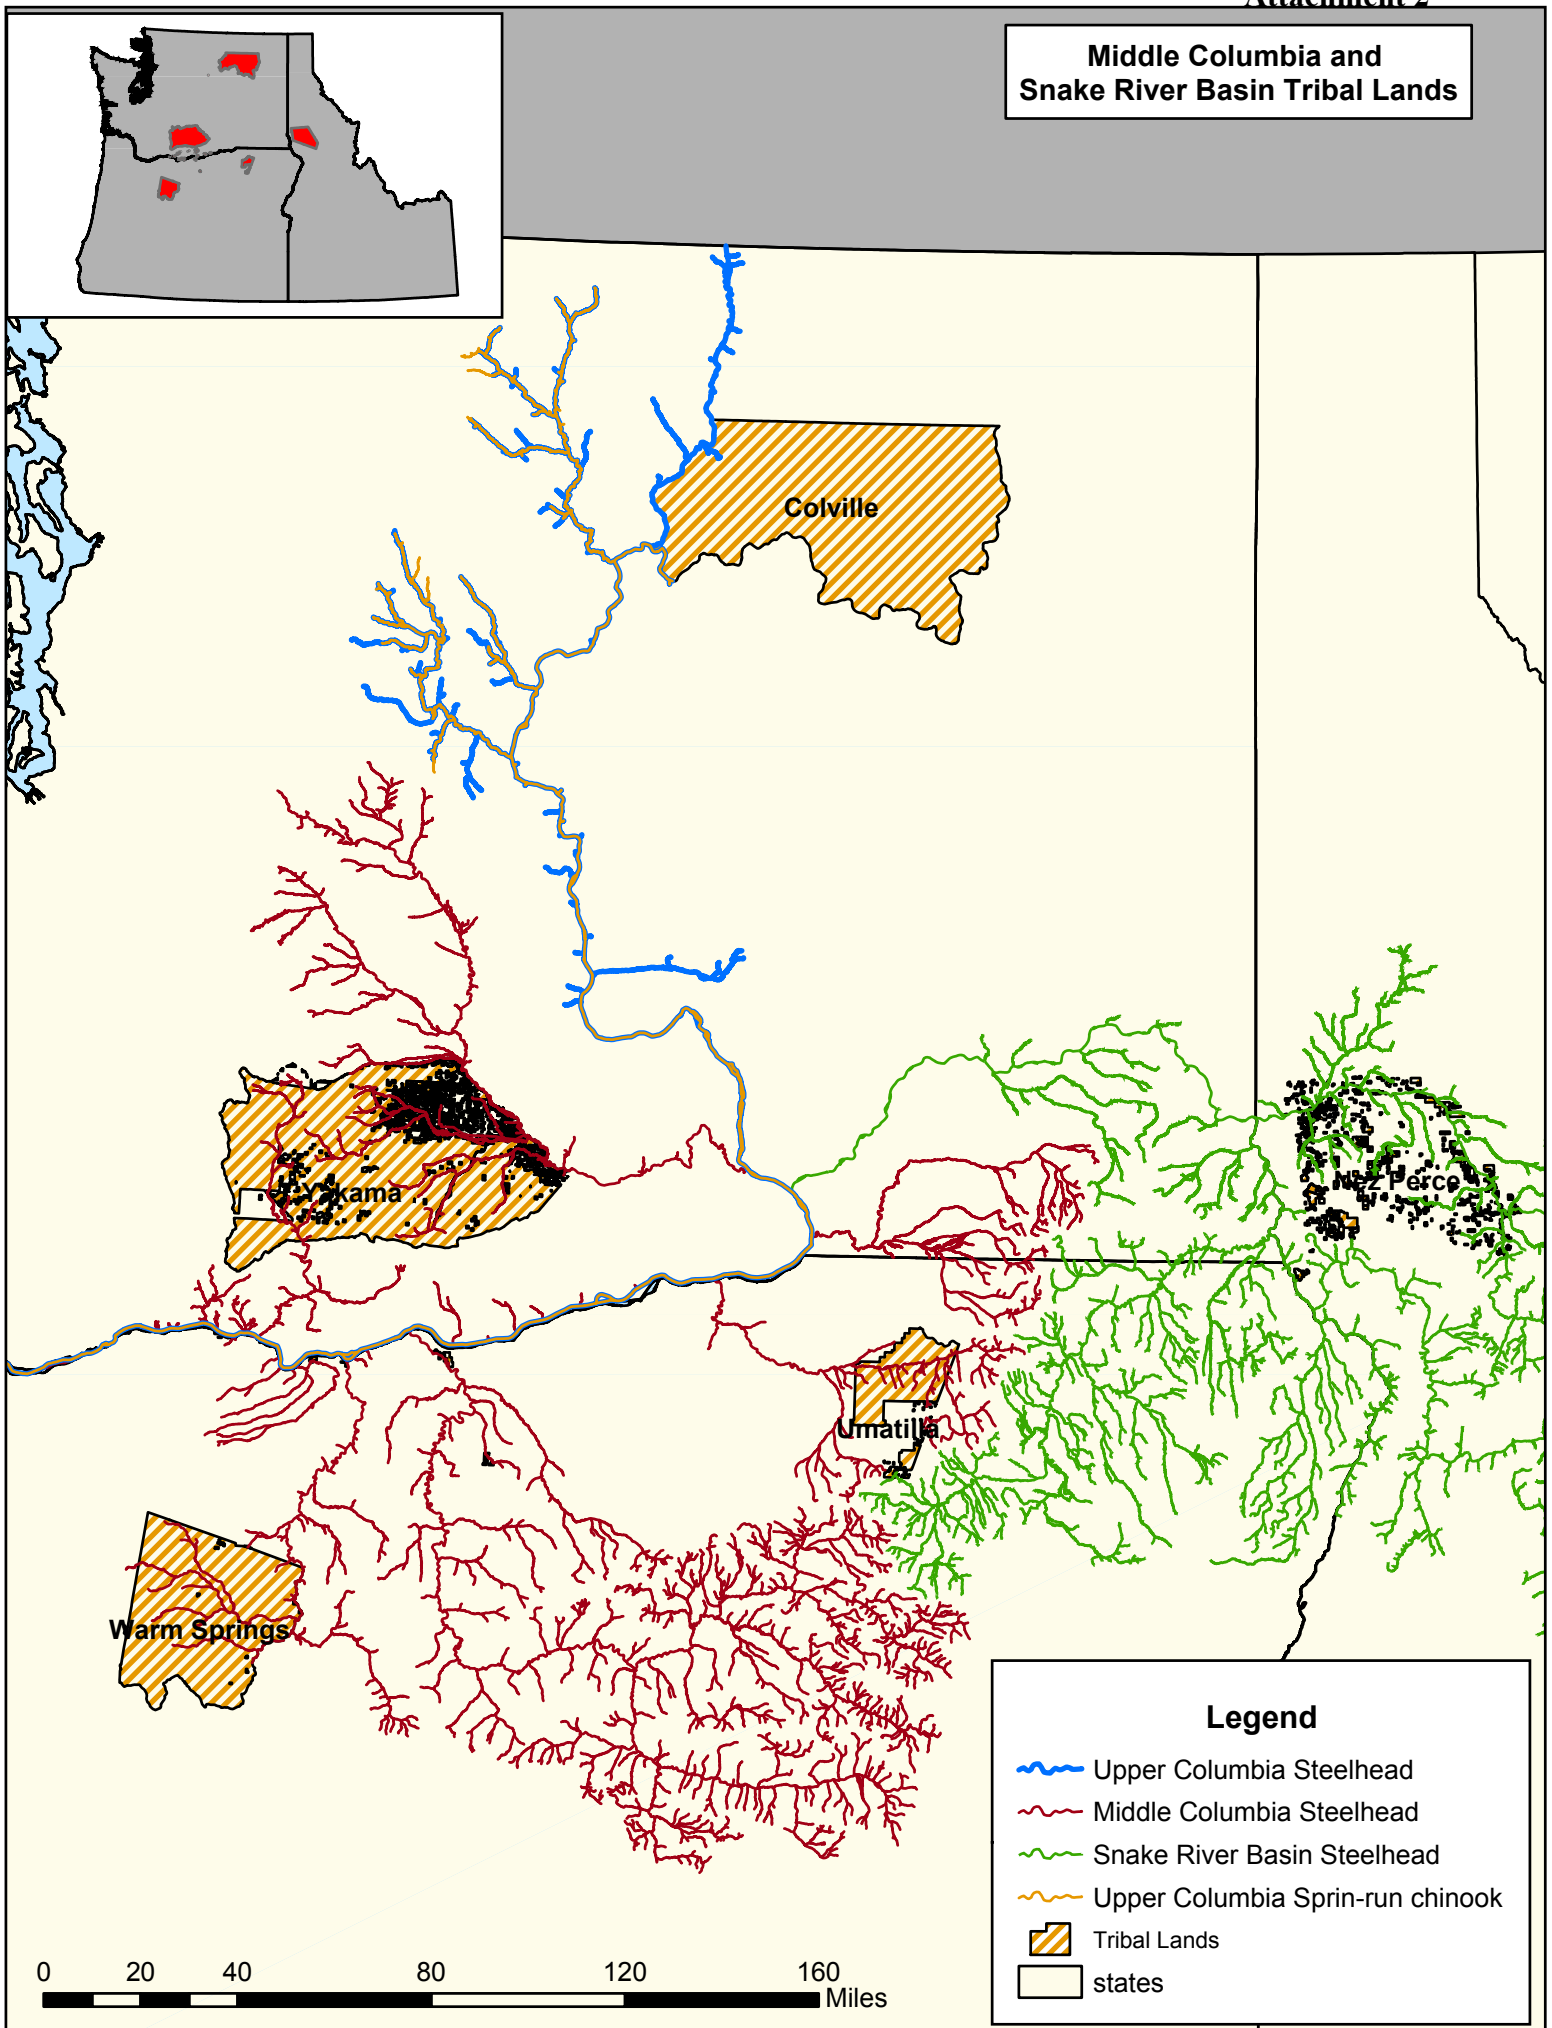 Attachment 2
Middle Columbia and
Snake River Basin Tribal Lands
Colville
Yakama
Nez Perce
Umatilla
Warm Springs
Legend
Upper Columbia Steelhead
Middle Columbia Steelhead
Snake River Basin Steelhead
Upper Columbia Sprin-run chinook
Tribal Lands
states
0 20 40 80 120 160
Miles